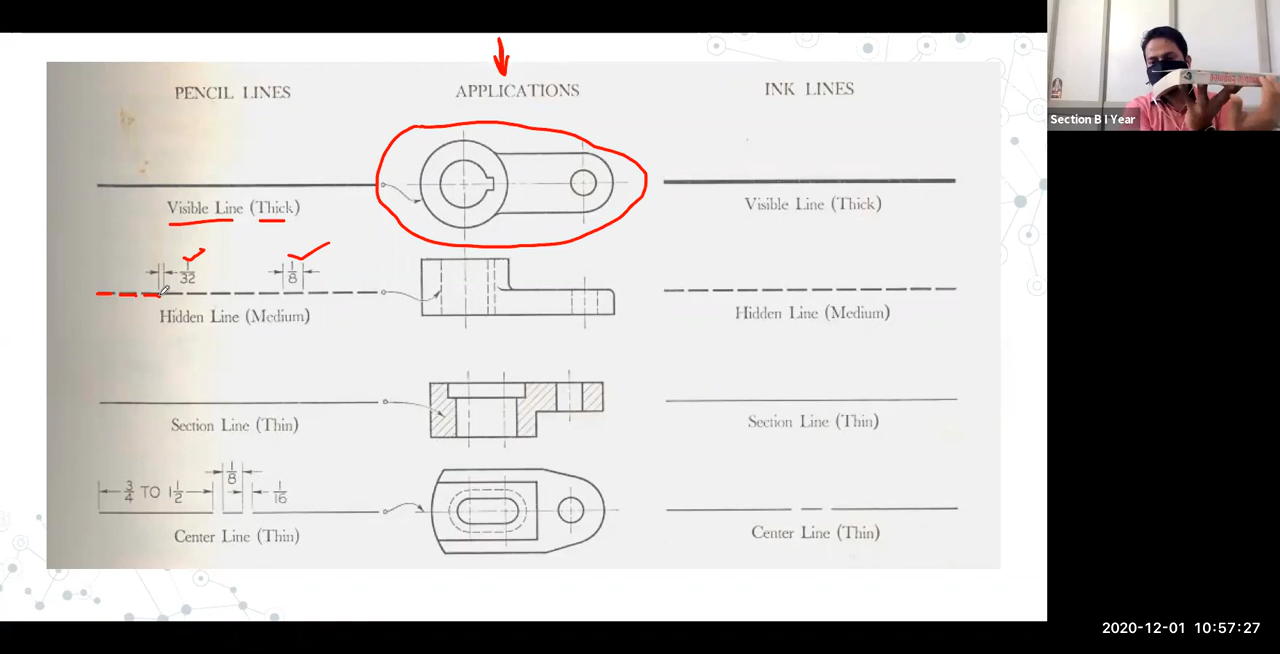 PENCIL LINES
APPLICATIONS
INK LINES
Visible Line (Thick)
Visible Line (Thick)
1/32
1/8
Hidden Line (Medium)
Hidden Line (Medium)
Section Line (Thin)
Section Line (Thin)
3/4 TO 1 1/2
1/8
1/16
Center Line (Thin)
Center Line (Thin)
Section B I Year
2020-12-01 10:57:27